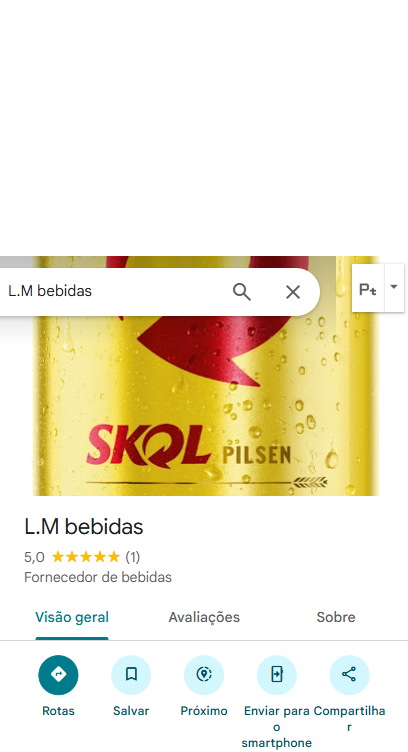 L.M bebidas
SKOL PILSEN
L.M bebidas
5,0 (1)
Fornecedor de bebidas
Visão geral Avaliações Sobre
Rotas Salvar Próximo Enviar para o smartphone Compartilhar